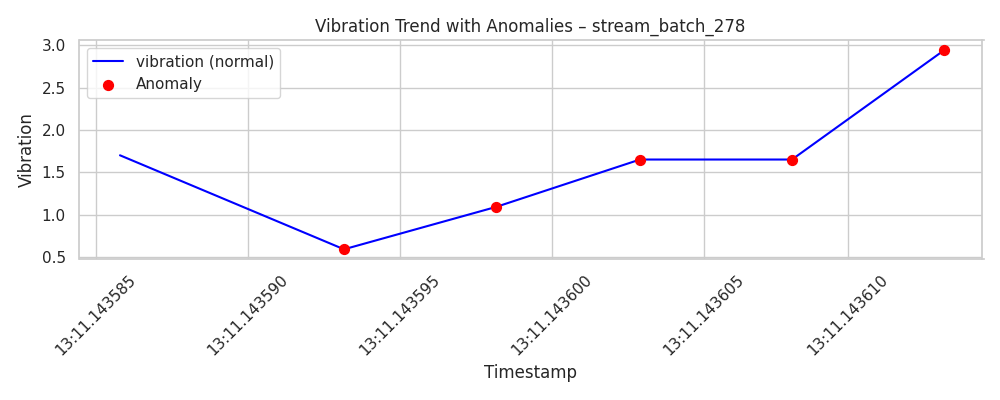 Vibration Trend with Anomalies – stream_batch_278
vibration (normal)
Anomaly
3.0
2.5
2.0
1.5
1.0
0.5
Vibration
13:11.143585
13:11.143590
13:11.143595
13:11.143600
13:11.143605
13:11.143610
Timestamp